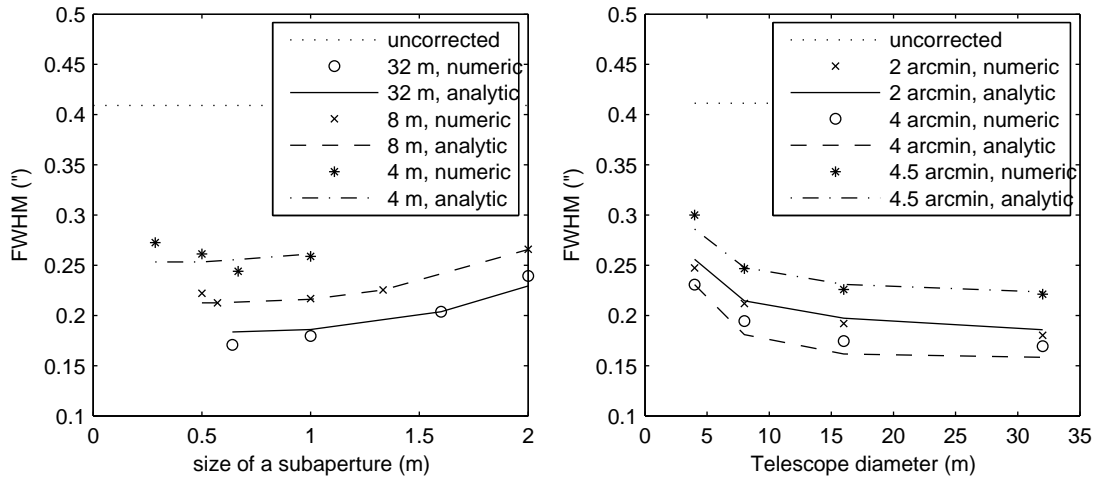 0.5
0.45
0.4
0.35
0.3
0.25
0.2
0.15
0.1
FWHM (")
0
0.5
1
1.5
2
size of a subaperture (m)
uncorrected
32 m, numeric
32 m, analytic
8 m, numeric
8 m, analytic
4 m, numeric
4 m, analytic
0.5
0.45
0.4
0.35
0.3
0.25
0.2
0.15
0.1
FWHM (")
0
5
10
15
20
25
30
35
Telescope diameter (m)
uncorrected
2 arcmin, numeric
2 arcmin, analytic
4 arcmin, numeric
4 arcmin, analytic
4.5 arcmin, numeric
4.5 arcmin, analytic